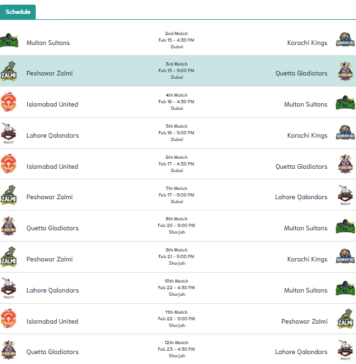 Schedule
2nd Match
Multan Sultans Feb 15 - 4:30 PM Karachi Kings
Dubai
3rd Match
Peshawar Zalmi Feb 15 - 9:00 PM Quetta Gladiators
Dubai
4th Match
Islamabad United Feb 16 - 4:30 PM Multan Sultans
Dubai
5th Match
Lahore Qalandars Feb 16 - 9:00 PM Karachi Kings
Dubai
6th Match
Islamabad United Feb 17 - 4:30 PM Quetta Gladiators
Dubai
7th Match
Peshawar Zalmi Feb 17 - 9:00 PM Lahore Qalandars
Dubai
8th Match
Quetta Gladiators Feb 20 - 9:00 PM Multan Sultans
Sharjah
9th Match
Peshawar Zalmi Feb 21 - 9:00 PM Karachi Kings
Sharjah
10th Match
Lahore Qalandars Feb 22 - 4:30 PM Multan Sultans
Sharjah
11th Match
Islamabad United Feb 22 - 9:00 PM Peshawar Zalmi
Sharjah
12th Match
Quetta Gladiators Feb 23 - 4:30 PM Lahore Qalandars
Sharjah